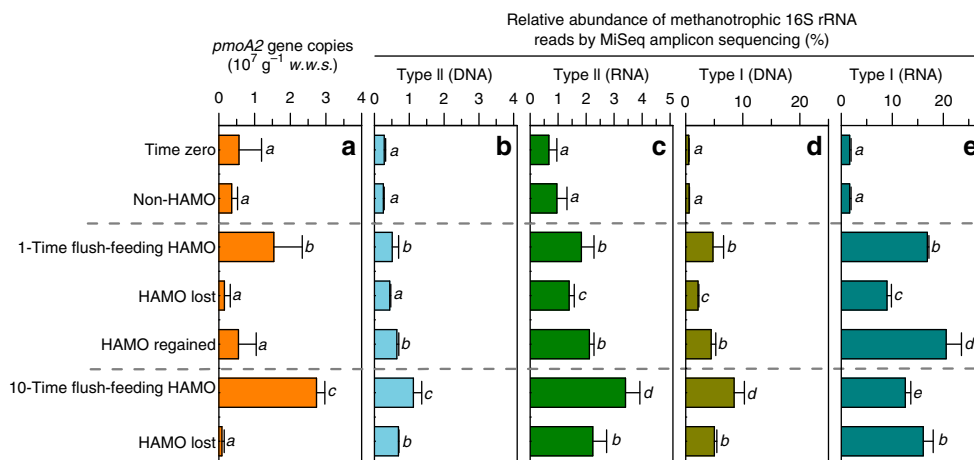 Relative abundance of methanotrophic 16S rRNA
reads by MiSeq amplicon sequencing (%)
pmoA2 gene copies
(10⁷ g⁻¹ w.w.s.)
Type II (DNA) Type II (RNA) Type I (DNA) Type I (RNA)
0 1 2 3 4 0 1 2 3 4 0 1 2 3 4 5 0 10 20 0 10 20
a b c d e
Time zero a a a a a
Non-HAMO a a a a a
1-Time flush-feeding HAMO b b b b b
HAMO lost a a c c c
HAMO regained a b b b d
10-Time flush-feeding HAMO c c d d e
HAMO lost a b b b b